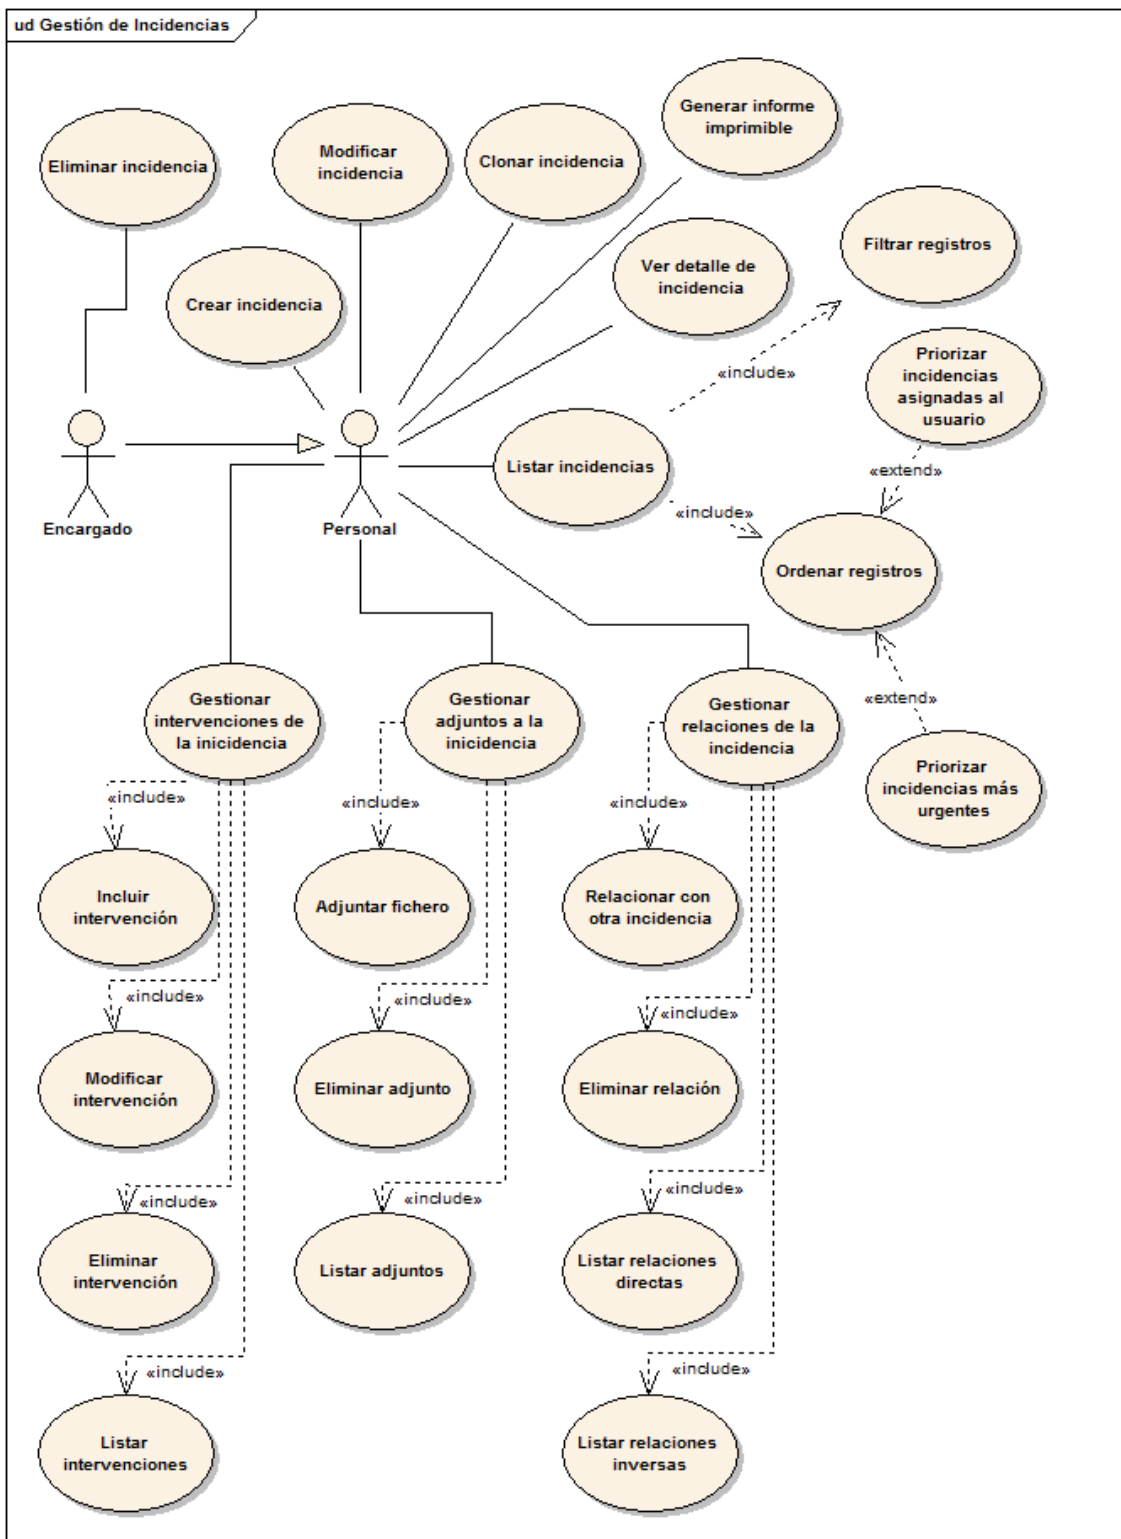 ud Gestión de Incidencias
Generar informe
imprimible
Eliminar incidencia
Modificar
incidencia
Clonar incidencia
Filtrar registros
Ver detalle de
incidencia
Crear incidencia
«include»
Priorizar
incidencias
asignadas al
usuario
Listar incidencias
«extend»
«include»
Encargado
Personal
Ordenar registros
Gestionar
intervenciones de
la inicidencia
Gestionar
adjuntos a la
inicidencia
Gestionar
relaciones de la
incidencia
«extend»
Priorizar
incidencias más
urgentes
«include»
«include»
«include»
Incluir
intervención
Adjuntar fichero
Relacionar con
otra incidencia
«include»
«include»
«include»
Modificar
intervención
Eliminar adjunto
Eliminar relación
«include»
«include»
«include»
Eliminar
intervención
Listar adjuntos
Listar relaciones
directas
«include»
«include»
Listar
intervenciones
Listar relaciones
inversas